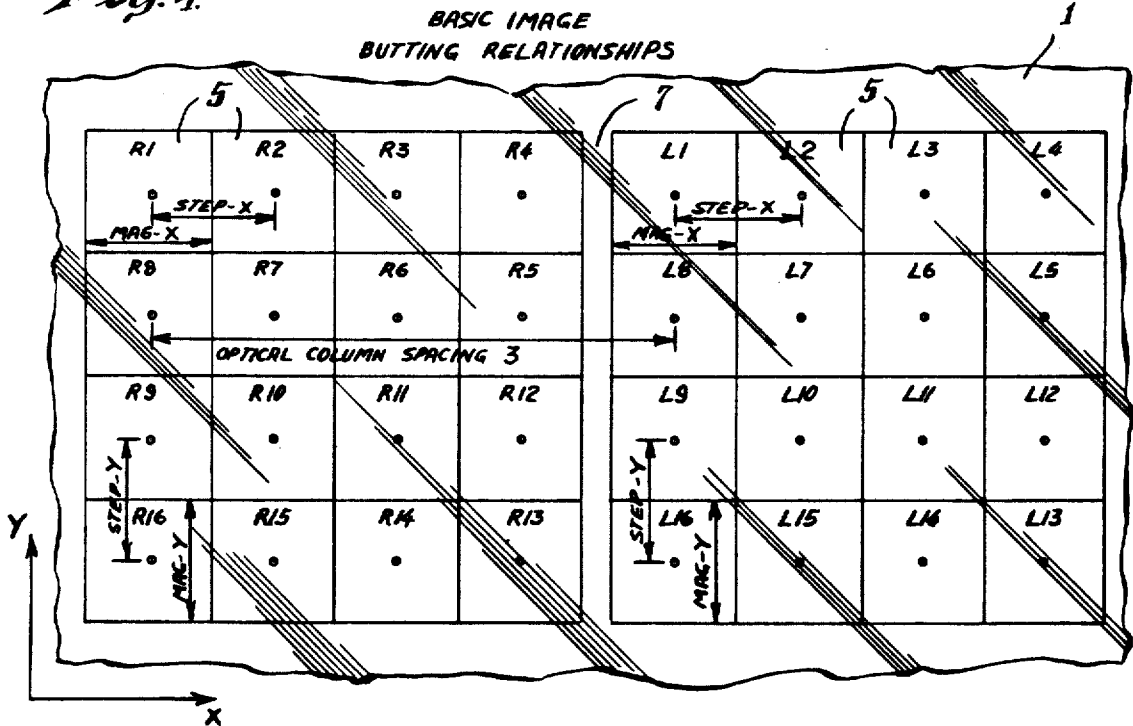 Fig. 1.
BASIC IMAGE
BUTTING RELATIONSHIPS
1
5
7
5
R1 R2 R3 R4 L1 L2 L3 L4
STEP-X STEP-X
MAG-X MAG-X
R8 R7 R6 R5 L8 L7 L6 L5
OPTICAL COLUMN SPACING 3
R9 R10 R11 R12 L9 L10 L11 L12
STEP-Y STEP-Y
R16 R15 R14 R13 L16 L15 L14 L13
MAG-Y MAG-Y
Y
X